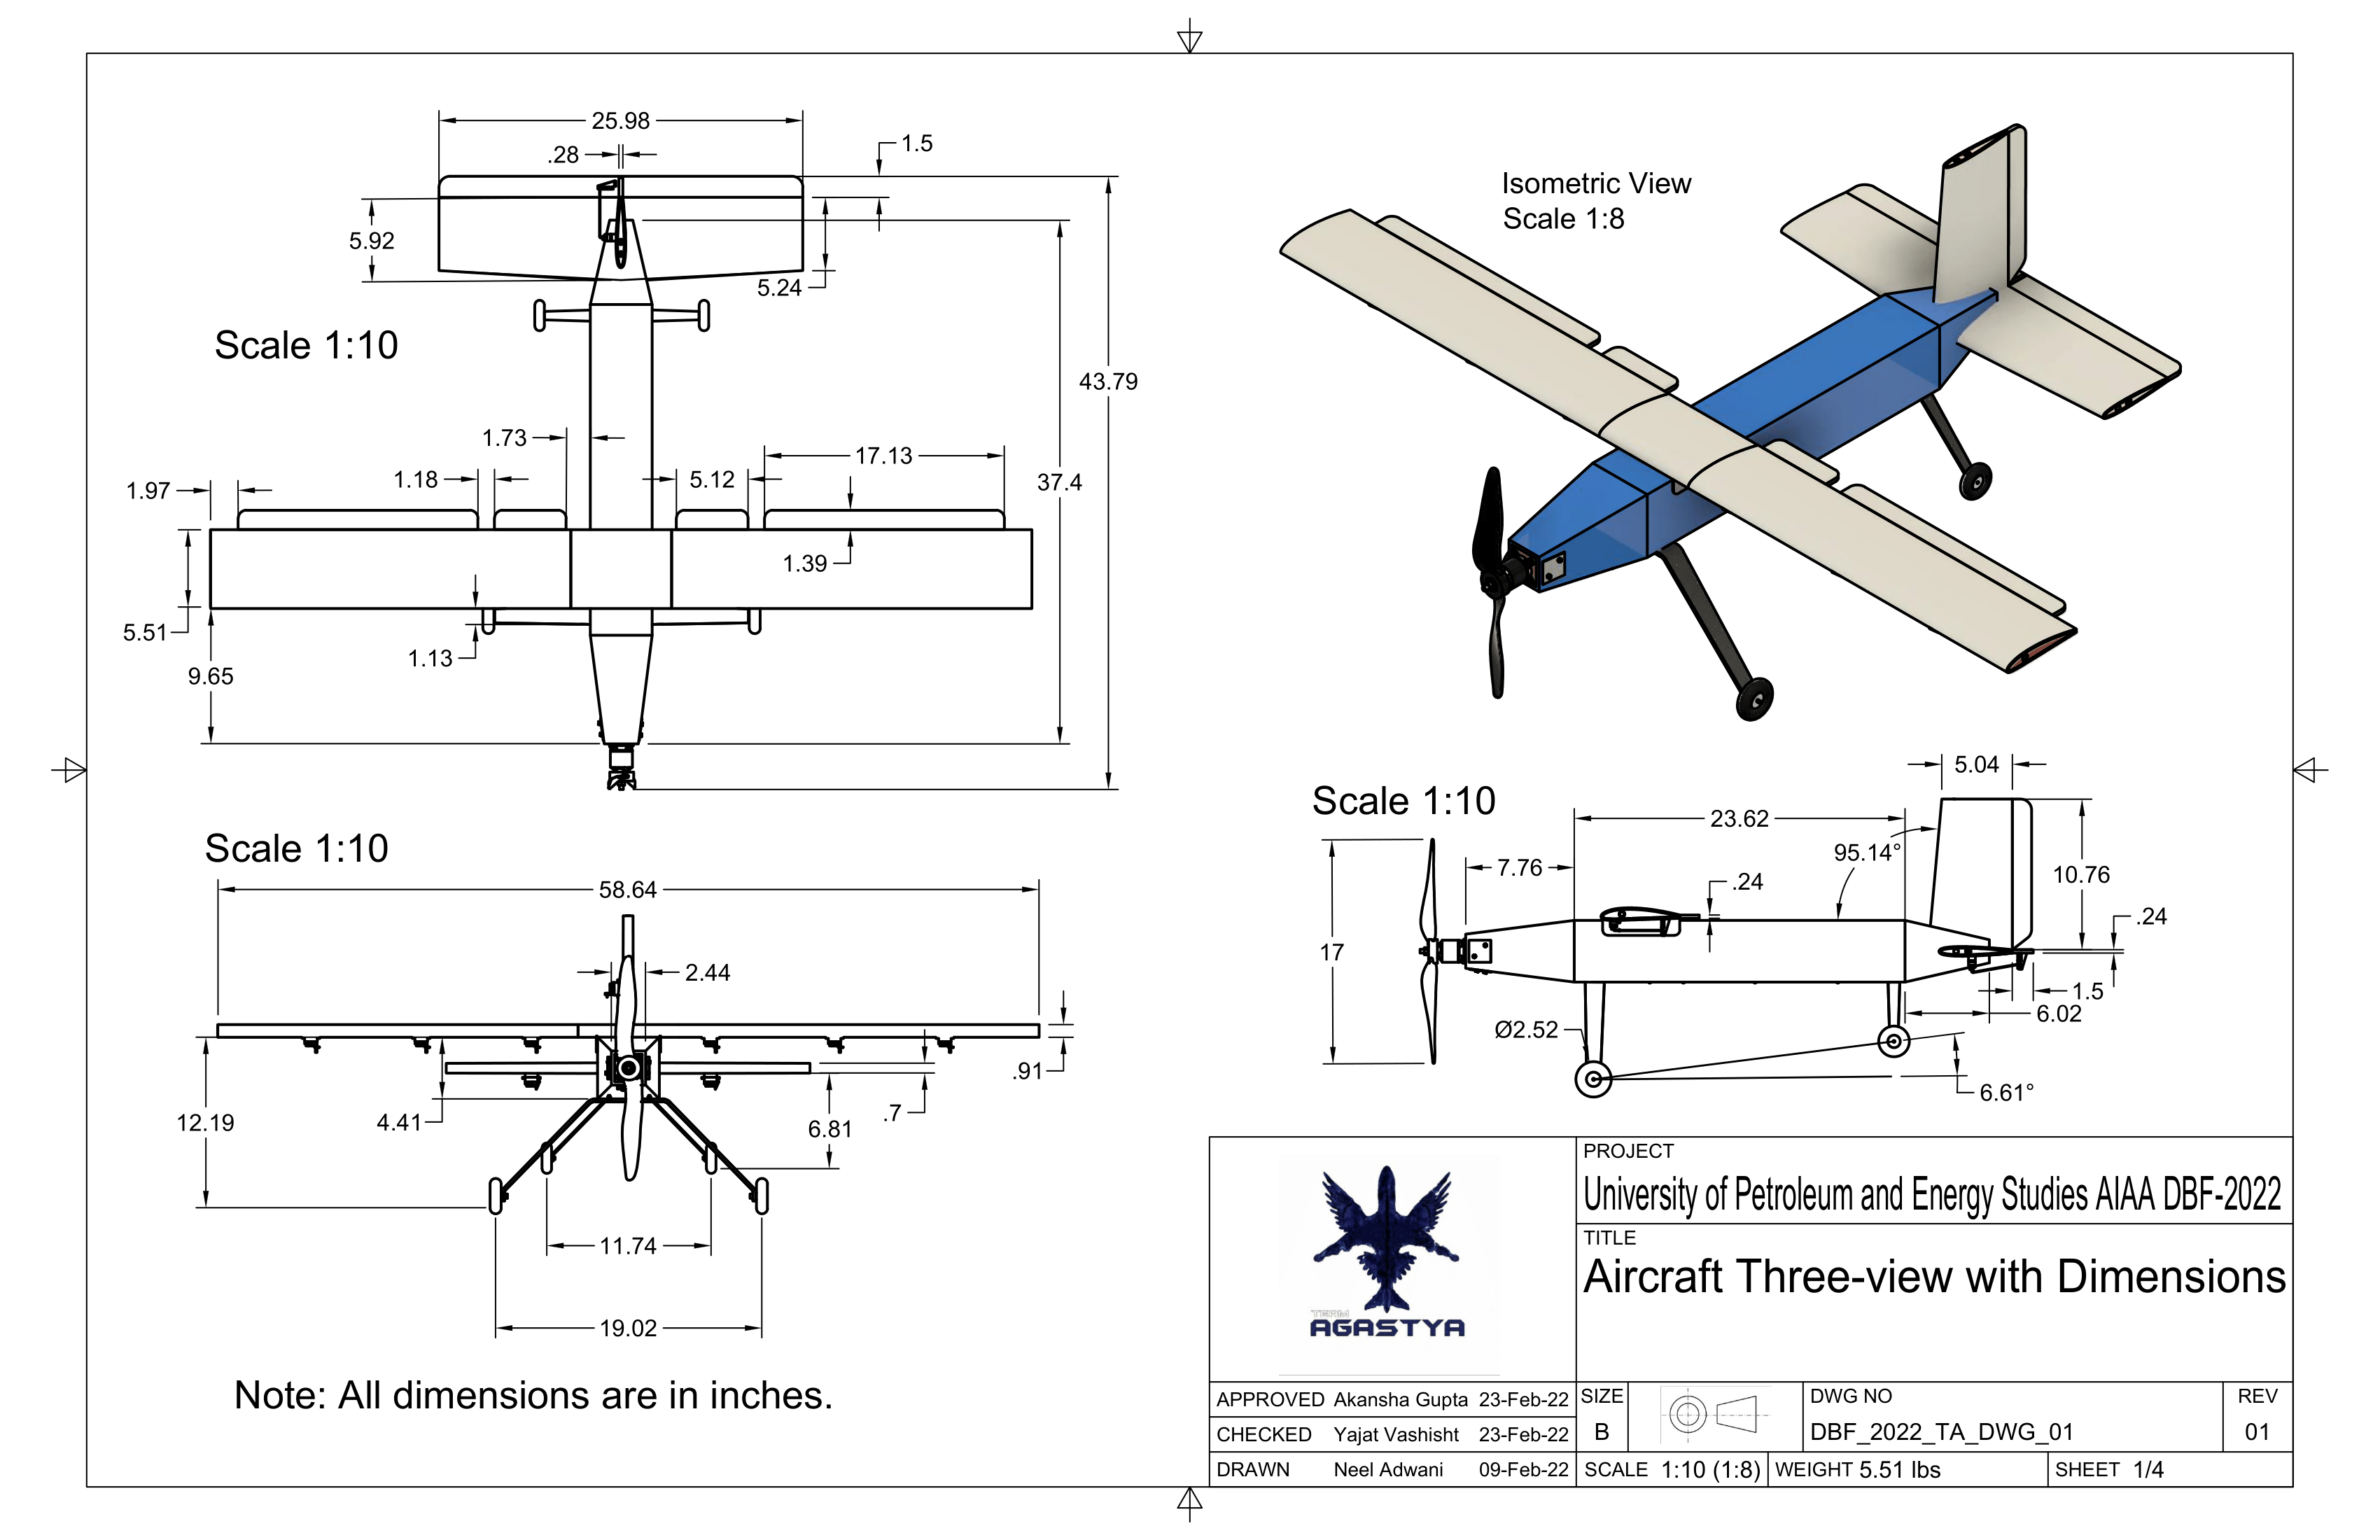 25.98
.28
1.5
5.92
5.24
Scale 1:10
43.79
1.73
17.13
1.18
5.12
37.4
1.97
1.39
5.51
1.13
9.65
Isometric View
Scale 1:8
Scale 1:10
58.64
2.44
.91
12.19
4.41
.7
6.81
11.74
19.02
Note: All dimensions are in inches.
Scale 1:10
5.04
23.62
95.14°
7.76
.24
10.76
.24
17
1.5
6.02
Ø2.52
6.61°
TEAM
AGASTYA
PROJECT
University of Petroleum and Energy Studies AIAA DBF-2022
TITLE
Aircraft Three-view with Dimensions
APPROVED Akansha Gupta 23-Feb-22
CHECKED Yajat Vashisht 23-Feb-22
DRAWN Neel Adwani 09-Feb-22
SIZE
B
DWG NO
DBF_2022_TA_DWG_01
REV
01
SCALE 1:10 (1:8)
WEIGHT 5.51 lbs
SHEET 1/4